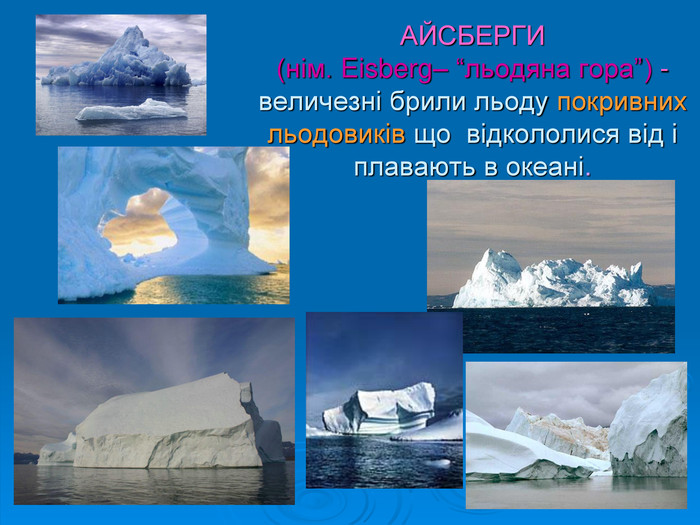 АЙСБЕРГИ
(нім. Eisberg– “льодяна гора”) -
величезні брили льоду покривних
льодовиків що відкололися від і
плавають в океані.